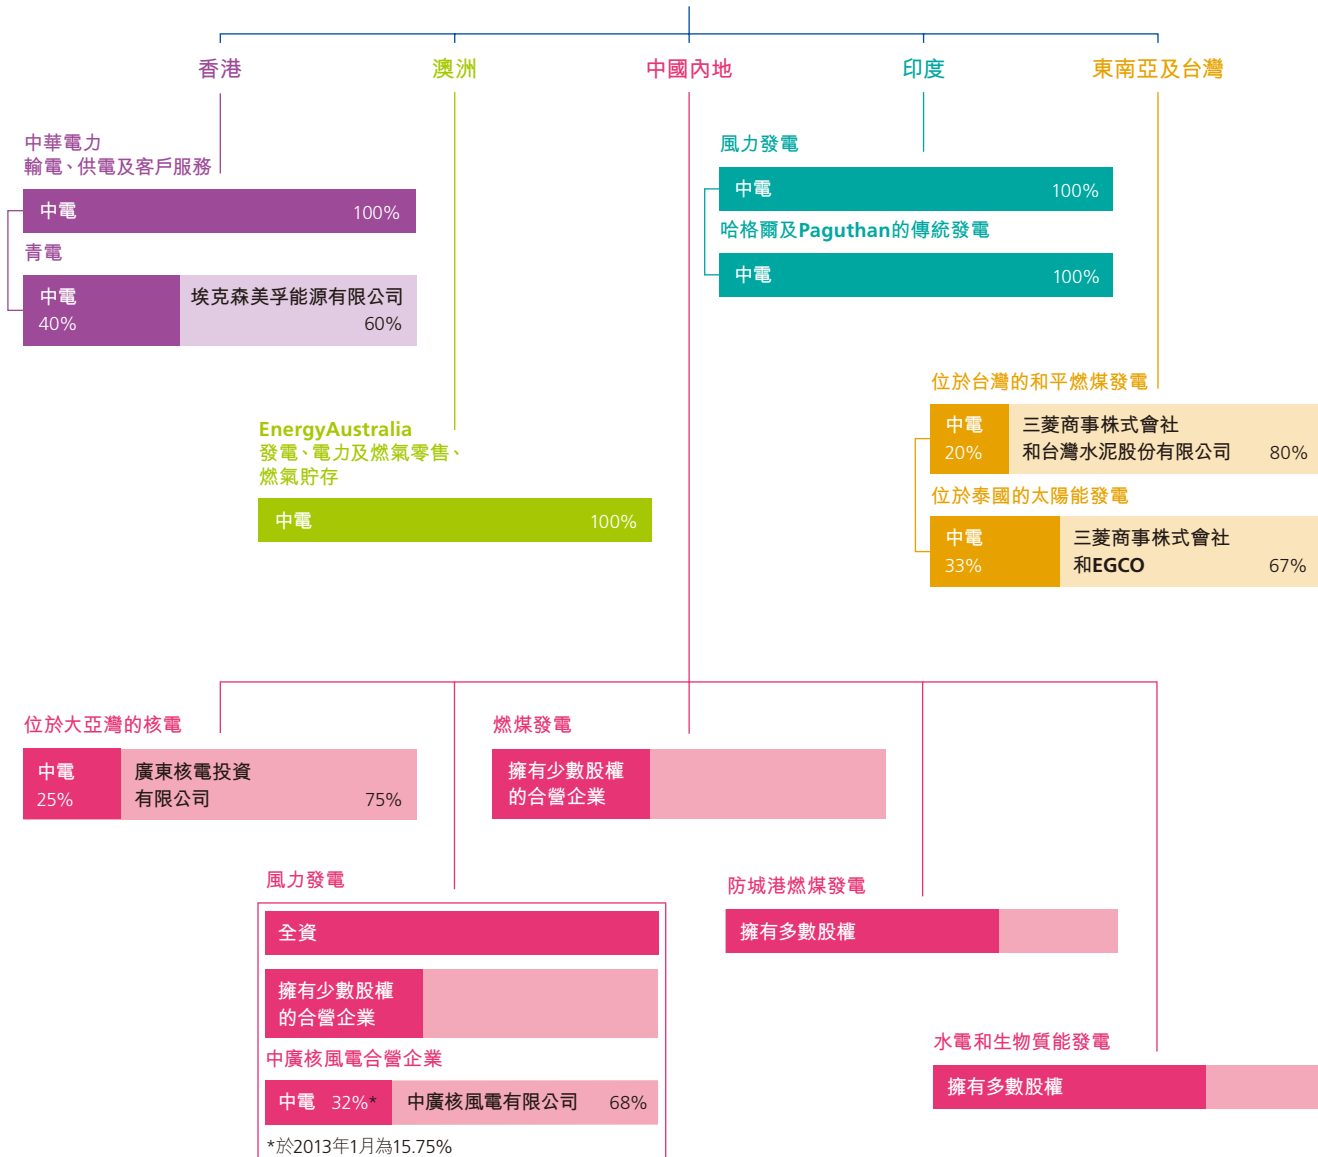 香港
澳洲
中國內地
印度
東南亞及台灣
中華電力
輸電、供電及客戶服務
中電 100%
青電
中電 埃克森美孚能源有限公司
40% 60%
風力發電
中電 100%
哈格爾及Paguthan的傳統發電
中電 100%
EnergyAustralia
發電、電力及燃氣零售、
燃氣貯存
中電 100%
位於台灣的和平燃煤發電
中電 三菱商事株式會社
20% 和台灣水泥股份有限公司 80%
位於泰國的太陽能發電
中電 三菱商事株式會社
33% 和EGCO 67%
位於大亞灣的核電
中電 廣東核電投資
25% 有限公司 75%
燃煤發電
擁有少數股權
的合營企業
風力發電
全資
擁有少數股權
的合營企業
中廣核風電合營企業
中電 32%* 中廣核風電有限公司 68%
*於2013年1月為15.75%
防城港燃煤發電
擁有多數股權
水電和生物質能發電
擁有多數股權